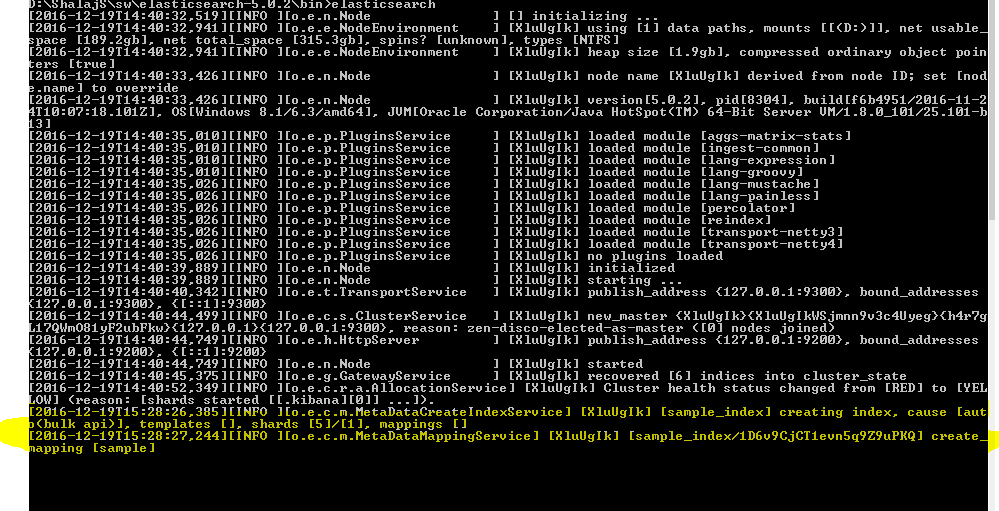 D:\ShalajS\sw\elasticsearch-5.0.2\bin>elasticsearch
[2016-12-19T14:40:32,519][INFO ][o.e.n.Node               ] [] initializing ...
[2016-12-19T14:40:32,941][INFO ][o.e.e.NodeEnvironment    ] [XluUgIk] using [1] data paths, mounts [[(D:)]], net usable_
space [189.2gb], net total_space [315.3gb], spins? [unknown], types [NTFS]
[2016-12-19T14:40:32,941][INFO ][o.e.e.NodeEnvironment    ] [XluUgIk] heap size [1.9gb], compressed ordinary object poin
ters [true]
[2016-12-19T14:40:33,426][INFO ][o.e.n.Node               ] [XluUgIk] node name [XluUgIk] derived from node ID; set [nod
e.name] to override
[2016-12-19T14:40:33,426][INFO ][o.e.n.Node               ] [XluUgIk] version[5.0.2], pid[8304], build[f6b4951/2016-11-2
4T10:07:18.101Z], OS[Windows 8.1/6.3/amd64], JVM[Oracle Corporation/Java HotSpot(TM) 64-Bit Server VM/1.8.0_101/25.101-b
13]
[2016-12-19T14:40:35,010][INFO ][o.e.p.PluginsService     ] [XluUgIk] loaded module [aggs-matrix-stats]
[2016-12-19T14:40:35,010][INFO ][o.e.p.PluginsService     ] [XluUgIk] loaded module [ingest-common]
[2016-12-19T14:40:35,010][INFO ][o.e.p.PluginsService     ] [XluUgIk] loaded module [lang-expression]
[2016-12-19T14:40:35,010][INFO ][o.e.p.PluginsService     ] [XluUgIk] loaded module [lang-groovy]
[2016-12-19T14:40:35,026][INFO ][o.e.p.PluginsService     ] [XluUgIk] loaded module [lang-mustache]
[2016-12-19T14:40:35,026][INFO ][o.e.p.PluginsService     ] [XluUgIk] loaded module [lang-painless]
[2016-12-19T14:40:35,026][INFO ][o.e.p.PluginsService     ] [XluUgIk] loaded module [percolator]
[2016-12-19T14:40:35,026][INFO ][o.e.p.PluginsService     ] [XluUgIk] loaded module [reindex]
[2016-12-19T14:40:35,026][INFO ][o.e.p.PluginsService     ] [XluUgIk] loaded module [transport-netty3]
[2016-12-19T14:40:35,026][INFO ][o.e.p.PluginsService     ] [XluUgIk] loaded module [transport-netty4]
[2016-12-19T14:40:35,026][INFO ][o.e.p.PluginsService     ] [XluUgIk] no plugins loaded
[2016-12-19T14:40:39,889][INFO ][o.e.n.Node               ] [XluUgIk] initialized
[2016-12-19T14:40:39,889][INFO ][o.e.n.Node               ] [XluUgIk] starting ...
[2016-12-19T14:40:40,342][INFO ][o.e.t.TransportService   ] [XluUgIk] publish_address {127.0.0.1:9300}, bound_addresses
{127.0.0.1:9300}, {[::1]:9300}
[2016-12-19T14:40:44,499][INFO ][o.e.c.s.ClusterService   ] [XluUgIk] new_master {XluUgIk}{XluUgIkWSjmnn9v3c4Uyeg}{h4r7g
L17QWmO81yF2ubFkw}{127.0.0.1}{127.0.0.1:9300}, reason: zen-disco-elected-as-master ([0] nodes joined)
[2016-12-19T14:40:44,749][INFO ][o.e.h.HttpServer         ] [XluUgIk] publish_address {127.0.0.1:9200}, bound_addresses
{127.0.0.1:9200}, {[::1]:9200}
[2016-12-19T14:40:44,749][INFO ][o.e.n.Node               ] [XluUgIk] started
[2016-12-19T14:40:45,375][INFO ][o.e.g.GatewayService     ] [XluUgIk] recovered [6] indices into cluster_state
[2016-12-19T14:40:52,349][INFO ][o.e.c.r.a.AllocationService] [XluUgIk] Cluster health status changed from [RED] to [YEL
LOW] (reason: [shards started [[.kibana][0]] ...]).
[2016-12-19T15:28:26,385][INFO ][o.e.c.m.MetaDataCreateIndexService] [XluUgIk] [sample_index] creating index, cause [aut
o(bulk api)], templates [], shards [5]/[1], mappings []
[2016-12-19T15:28:27,244][INFO ][o.e.c.m.MetaDataMappingService] [XluUgIk] [sample_index/1D6v9CjCT1evn5q9Z9uPKQ] create_
mapping [sample]